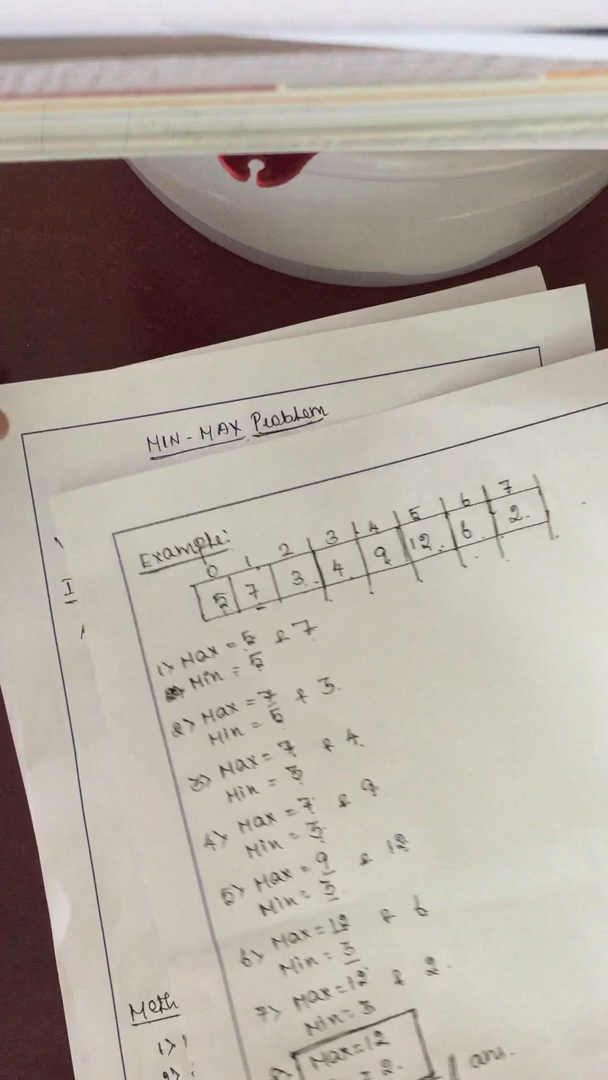 MIN-MAX Problem
I
Example:
0 1 2 3 4 5 6 7
5 7 3 4 9 12 6 2
1) Max = 5 & 7
Min = 5
2) Max = 7 & 3.
Min = 5
3) Max = 7 & 4.
Min = 3
4) Max = 7 & 9
Min = 3
5) Max = 9 & 12
Min = 3
6) Max = 12 & 6
Min = 3
7) Max = 12 & 2.
Min = 3
8) Max = 12
= 2. ans.
Meth
1)